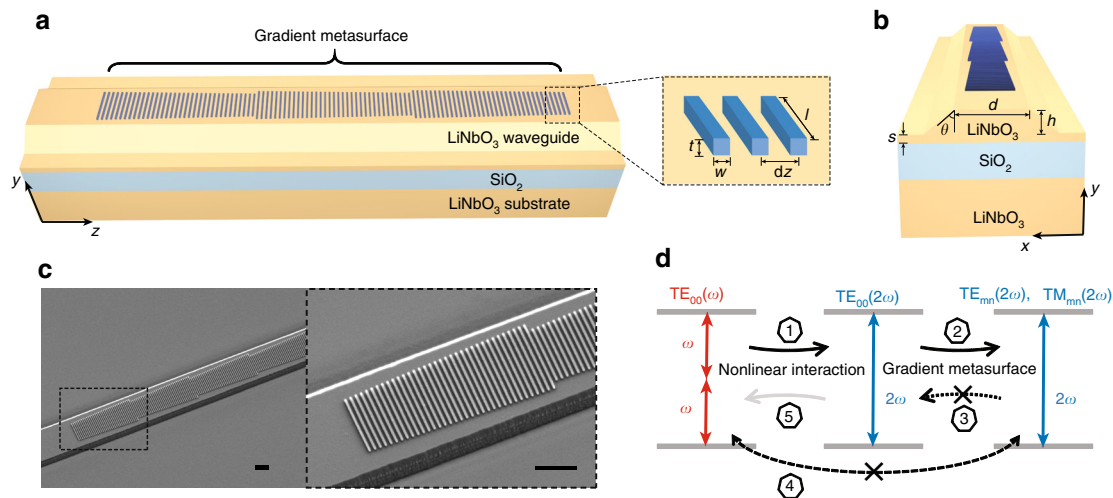 a
Gradient metasurface
LiNbO₃ waveguide
SiO₂
LiNbO₃ substrate
y
z
l
t
w
dz
b
d
h
θ
LiNbO₃
s
SiO₂
LiNbO₃
y
x
c
d
TE₀₀(ω) TE₀₀(2ω) TEₘₙ(2ω), TMₘₙ(2ω)
1
2
ω
Nonlinear interaction
Gradient metasurface
ω
2ω
2ω
5
3
4